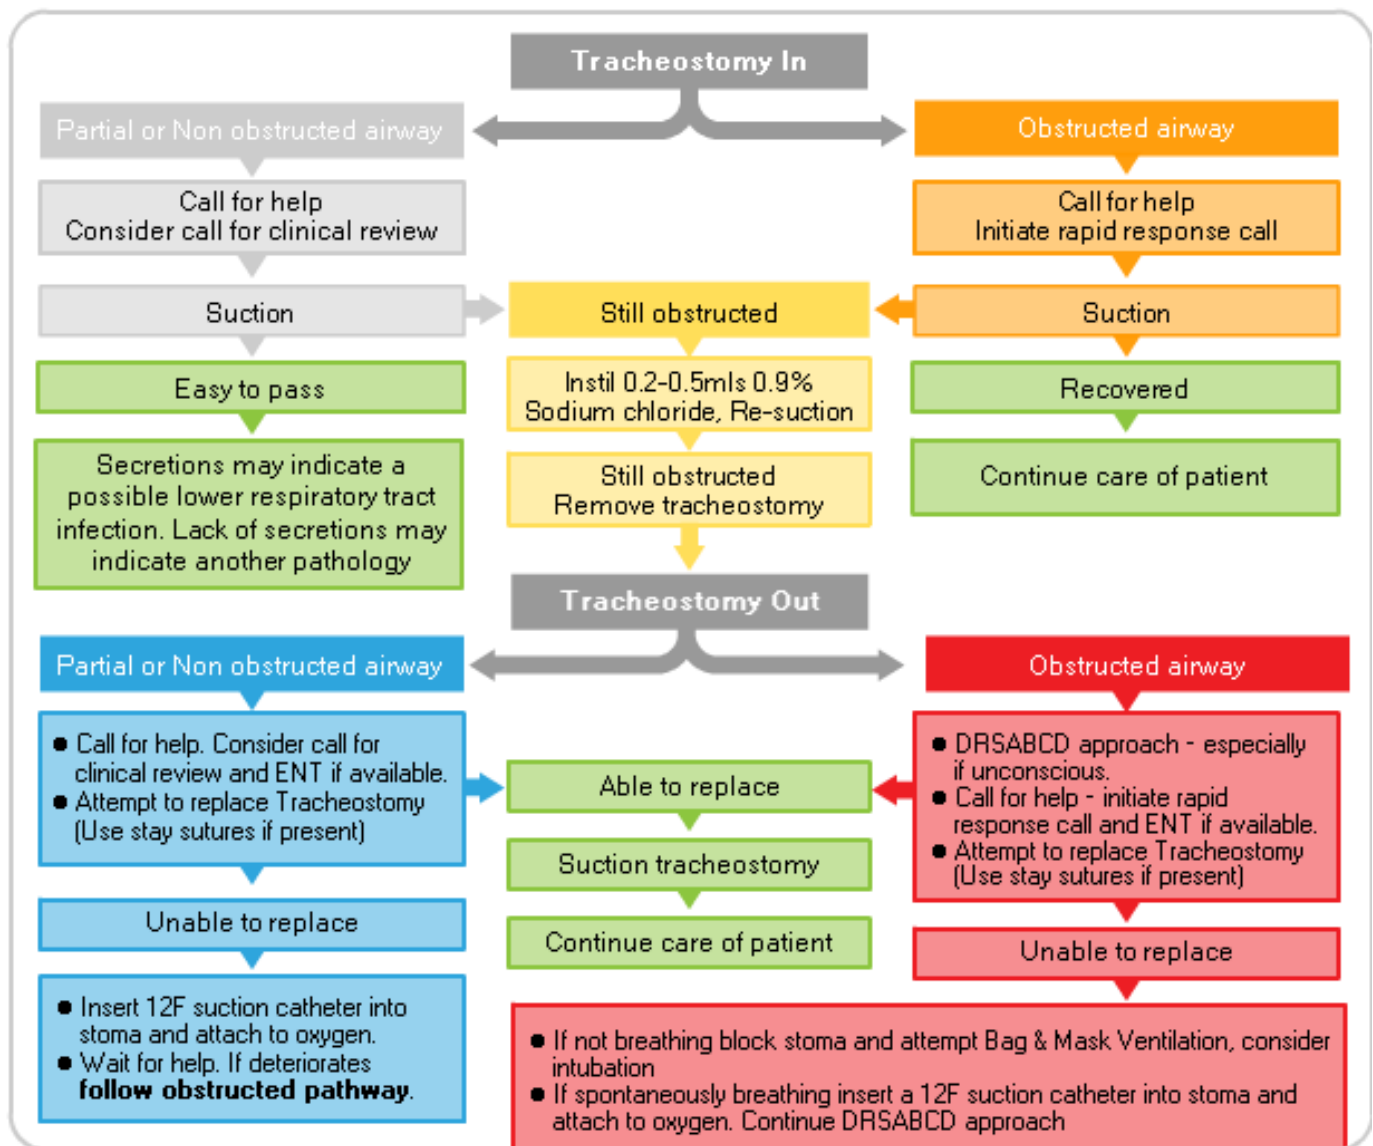 Tracheostomy In
Partial or Non obstructed airway
Obstructed airway
Call for help
Consider call for clinical review
Call for help
Initiate rapid response call
Suction
Still obstructed
Suction
Easy to pass
Instil 0.2-0.5mls 0.9%
Sodium chloride, Re-suction
Recovered
Secretions may indicate a
possible lower respiratory tract
infection. Lack of secretions may
indicate another pathology
Still obstructed
Remove tracheostomy
Continue care of patient
Tracheostomy Out
Partial or Non obstructed airway
Obstructed airway
● Call for help. Consider call for
clinical review and ENT if available.
● Attempt to replace Tracheostomy
(Use stay sutures if present)
Able to replace
● DRSABCD approach - especially
if unconscious.
● Call for help - initiate rapid
response call and ENT if available.
● Attempt to replace Tracheostomy
(Use stay sutures if present)
Suction tracheostomy
Unable to replace
Continue care of patient
Unable to replace
● Insert 12F suction catheter into
stoma and attach to oxygen.
● Wait for help. If deteriorates
follow obstructed pathway.
● If not breathing block stoma and attempt Bag & Mask Ventilation, consider
intubation
● If spontaneously breathing insert a 12F suction catheter into stoma and
attach to oxygen. Continue DRSABCD approach